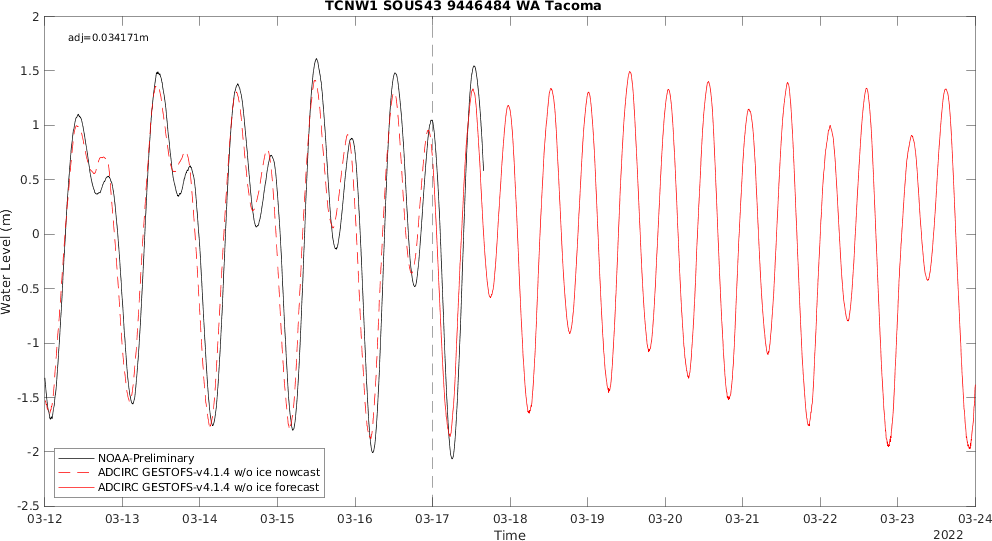 TCNW1 SOUS43 9446484 WA Tacoma
adj=0.034171m
2
1.5
1
0.5
0
-0.5
-1
-1.5
-2
-2.5
Water Level (m)
NOAA-Preliminary
ADCIRC GESTOFS-v4.1.4 w/o ice nowcast
ADCIRC GESTOFS-v4.1.4 w/o ice forecast
03-12 03-13 03-14 03-15 03-16 03-17 03-18 03-19 03-20 03-21 03-22 03-23 03-24
Time
2022